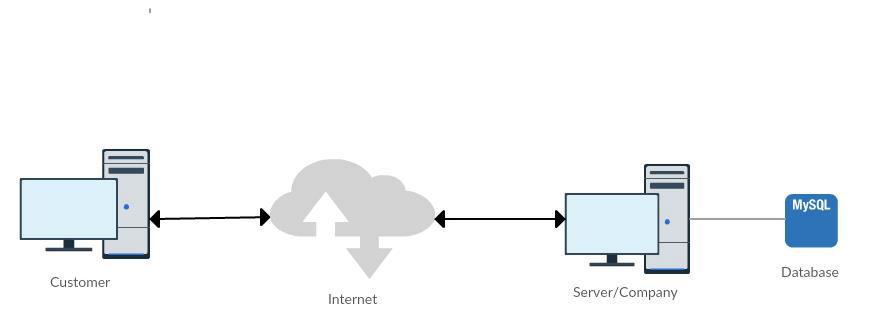 MySQL
Customer
Internet
Server/Company
Database